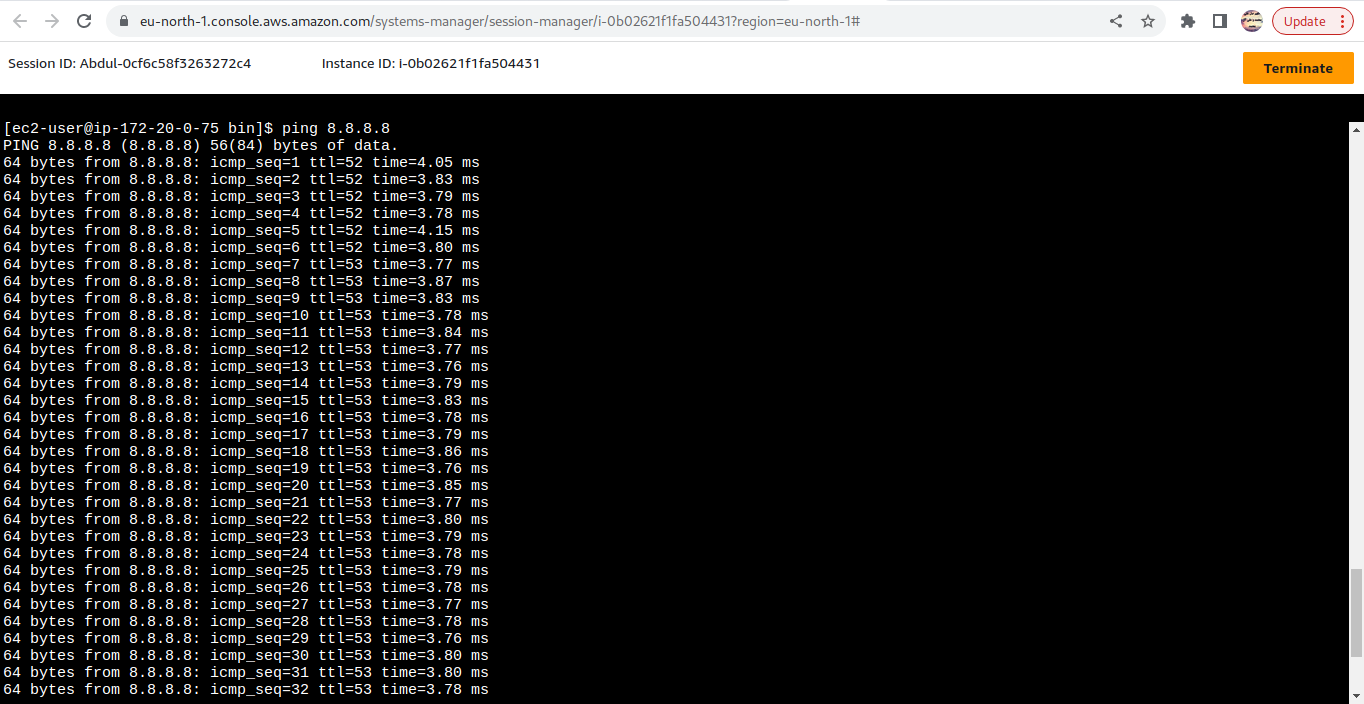 eu-north-1.console.aws.amazon.com/systems-manager/session-manager/i-0b02621f1fa504431?region=eu-north-1#
Update
Session ID: Abdul-0cf6c58f3263272c4 Instance ID: i-0b02621f1fa504431
Terminate
[ec2-user@ip-172-20-0-75 bin]$ ping 8.8.8.8
PING 8.8.8.8 (8.8.8.8) 56(84) bytes of data.
64 bytes from 8.8.8.8: icmp_seq=1 ttl=52 time=4.05 ms
64 bytes from 8.8.8.8: icmp_seq=2 ttl=52 time=3.83 ms
64 bytes from 8.8.8.8: icmp_seq=3 ttl=52 time=3.79 ms
64 bytes from 8.8.8.8: icmp_seq=4 ttl=52 time=3.78 ms
64 bytes from 8.8.8.8: icmp_seq=5 ttl=52 time=4.15 ms
64 bytes from 8.8.8.8: icmp_seq=6 ttl=52 time=3.80 ms
64 bytes from 8.8.8.8: icmp_seq=7 ttl=53 time=3.77 ms
64 bytes from 8.8.8.8: icmp_seq=8 ttl=53 time=3.87 ms
64 bytes from 8.8.8.8: icmp_seq=9 ttl=53 time=3.83 ms
64 bytes from 8.8.8.8: icmp_seq=10 ttl=53 time=3.78 ms
64 bytes from 8.8.8.8: icmp_seq=11 ttl=53 time=3.84 ms
64 bytes from 8.8.8.8: icmp_seq=12 ttl=53 time=3.77 ms
64 bytes from 8.8.8.8: icmp_seq=13 ttl=53 time=3.76 ms
64 bytes from 8.8.8.8: icmp_seq=14 ttl=53 time=3.79 ms
64 bytes from 8.8.8.8: icmp_seq=15 ttl=53 time=3.83 ms
64 bytes from 8.8.8.8: icmp_seq=16 ttl=53 time=3.78 ms
64 bytes from 8.8.8.8: icmp_seq=17 ttl=53 time=3.79 ms
64 bytes from 8.8.8.8: icmp_seq=18 ttl=53 time=3.86 ms
64 bytes from 8.8.8.8: icmp_seq=19 ttl=53 time=3.76 ms
64 bytes from 8.8.8.8: icmp_seq=20 ttl=53 time=3.85 ms
64 bytes from 8.8.8.8: icmp_seq=21 ttl=53 time=3.77 ms
64 bytes from 8.8.8.8: icmp_seq=22 ttl=53 time=3.80 ms
64 bytes from 8.8.8.8: icmp_seq=23 ttl=53 time=3.79 ms
64 bytes from 8.8.8.8: icmp_seq=24 ttl=53 time=3.78 ms
64 bytes from 8.8.8.8: icmp_seq=25 ttl=53 time=3.79 ms
64 bytes from 8.8.8.8: icmp_seq=26 ttl=53 time=3.78 ms
64 bytes from 8.8.8.8: icmp_seq=27 ttl=53 time=3.77 ms
64 bytes from 8.8.8.8: icmp_seq=28 ttl=53 time=3.78 ms
64 bytes from 8.8.8.8: icmp_seq=29 ttl=53 time=3.76 ms
64 bytes from 8.8.8.8: icmp_seq=30 ttl=53 time=3.80 ms
64 bytes from 8.8.8.8: icmp_seq=31 ttl=53 time=3.80 ms
64 bytes from 8.8.8.8: icmp_seq=32 ttl=53 time=3.78 ms